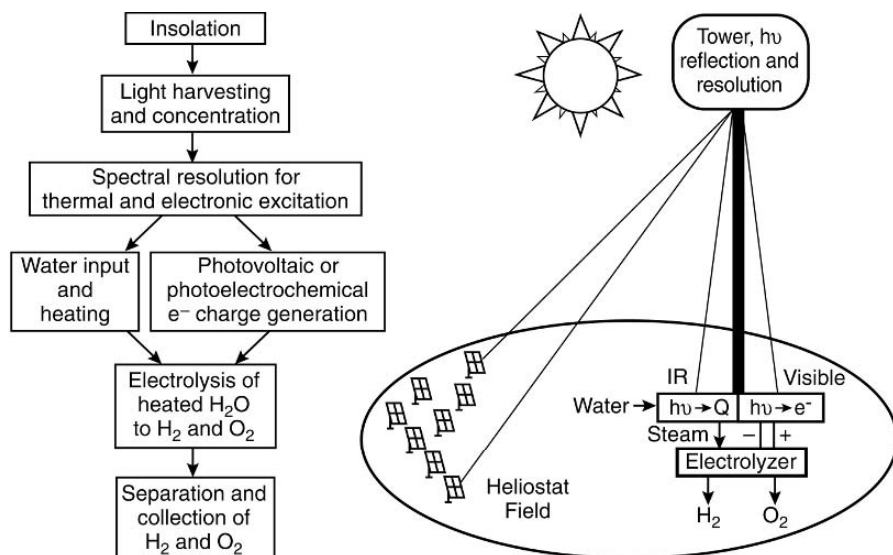 Insolation
Light harvesting
and concentration
Spectral resolution for
thermal and electronic excitation
Water input
and
heating
Photovoltaic or
photoelectrochemical
e⁻ charge generation
Electrolysis of
heated H₂O
to H₂ and O₂
Separation and
collection of
H₂ and O₂
Tower, hυ
reflection and
resolution
IR
Visible
Water
hυ→Q
hυ→e⁻
Steam
− +
Electrolyzer
H₂
O₂
Heliostat
Field